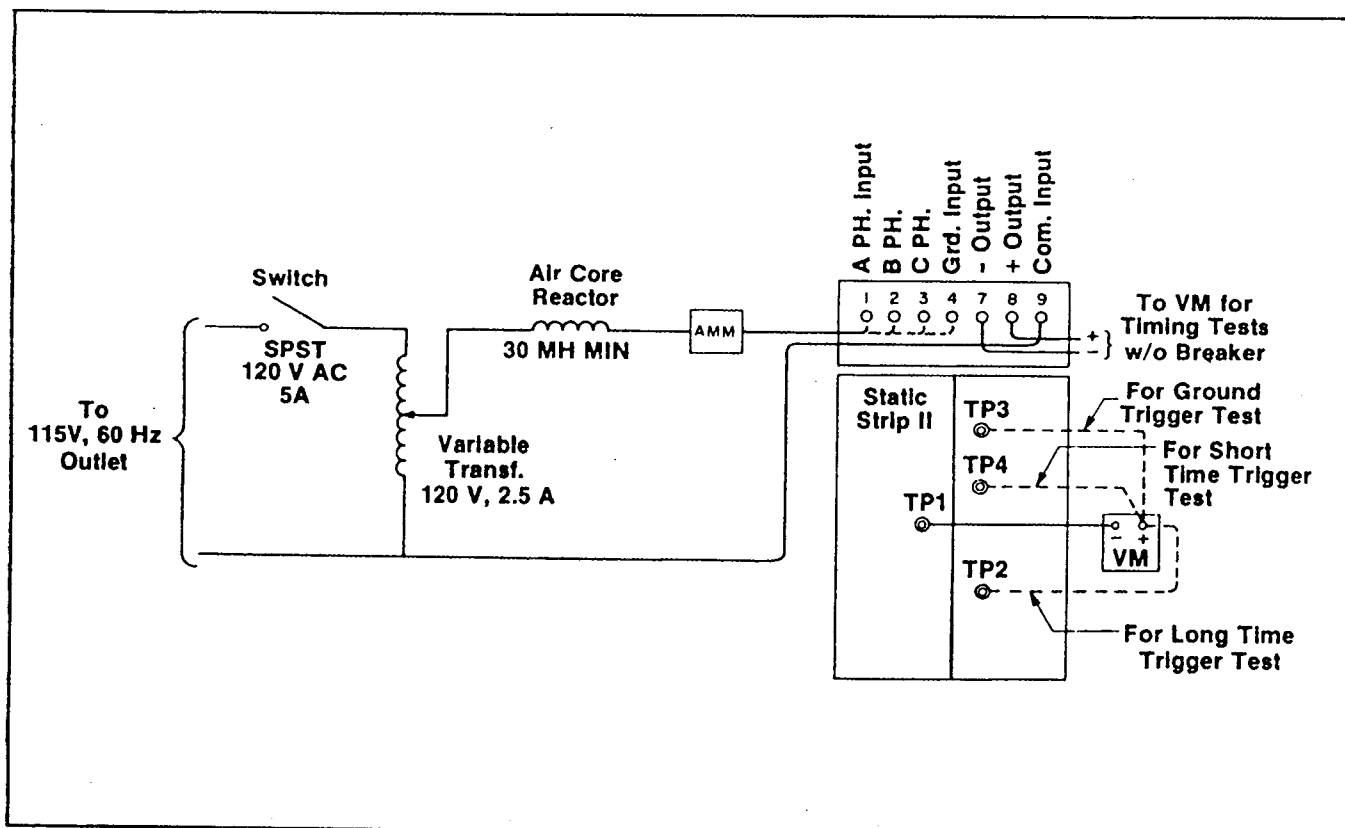 A PH. Input
B PH.
C PH.
Grd. Input
- Output
+ Output
Com. Input
1 2 3 4 7 8 9
Switch
SPST
120 V AC
5A
Air Core
Reactor
30 MH MIN
AMM
To VM for
Timing Tests
w/o Breaker
+
-
To
115V, 60 Hz
Outlet
Variable
Transf.
120 V, 2.5 A
Static
Strip II
TP3
TP4
TP1
TP2
For Ground
Trigger Test
For Short
Time Trigger
Test
- +
VM
For Long Time
Trigger Test